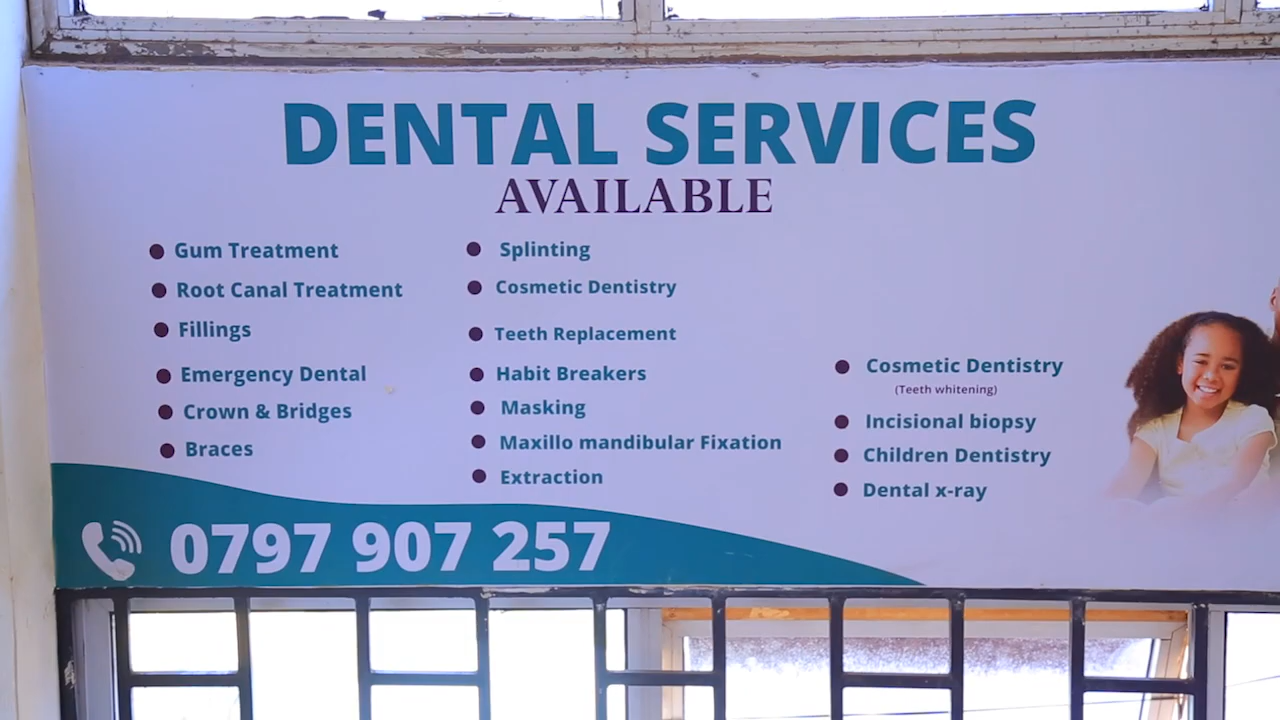 DENTAL SERVICES
AVAILABLE
Gum Treatment
Root Canal Treatment
Fillings
Emergency Dental
Crown & Bridges
Braces
Splinting
Cosmetic Dentistry
Teeth Replacement
Habit Breakers
Masking
Maxillo mandibular Fixation
Extraction
Cosmetic Dentistry
(Teeth whitening)
Incisional biopsy
Children Dentistry
Dental x-ray
0797 907 257